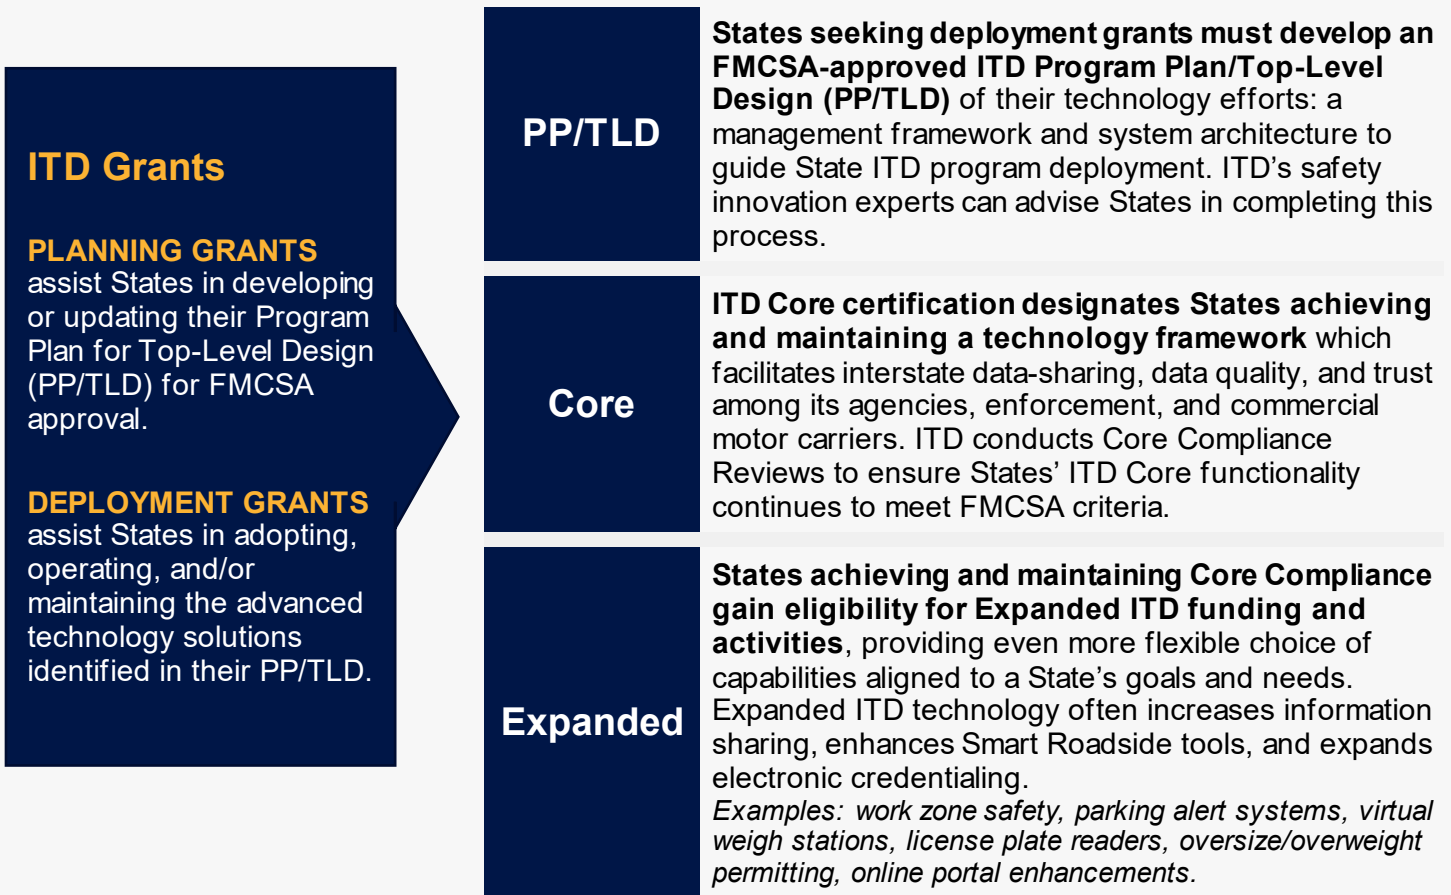 ITD Grants
PLANNING GRANTS
assist States in developing
or updating their Program
Plan for Top-Level Design
(PP/TLD) for FMCSA
approval.
DEPLOYMENT GRANTS
assist States in adopting,
operating, and/or
maintaining the advanced
technology solutions
identified in their PP/TLD.
PP/TLD
States seeking deployment grants must develop an
FMCSA-approved ITD Program Plan/Top-Level
Design (PP/TLD) of their technology efforts: a
management framework and system architecture to
guide State ITD program deployment. ITD’s safety
innovation experts can advise States in completing this
process.
Core
ITD Core certification designates States achieving
and maintaining a technology framework which
facilitates interstate data-sharing, data quality, and trust
among its agencies, enforcement, and commercial
motor carriers. ITD conducts Core Compliance
Reviews to ensure States’ ITD Core functionality
continues to meet FMCSA criteria.
Expanded
States achieving and maintaining Core Compliance
gain eligibility for Expanded ITD funding and
activities, providing even more flexible choice of
capabilities aligned to a State’s goals and needs.
Expanded ITD technology often increases information
sharing, enhances Smart Roadside tools, and expands
electronic credentialing.
Examples: work zone safety, parking alert systems, virtual
weigh stations, license plate readers, oversize/overweight
permitting, online portal enhancements.